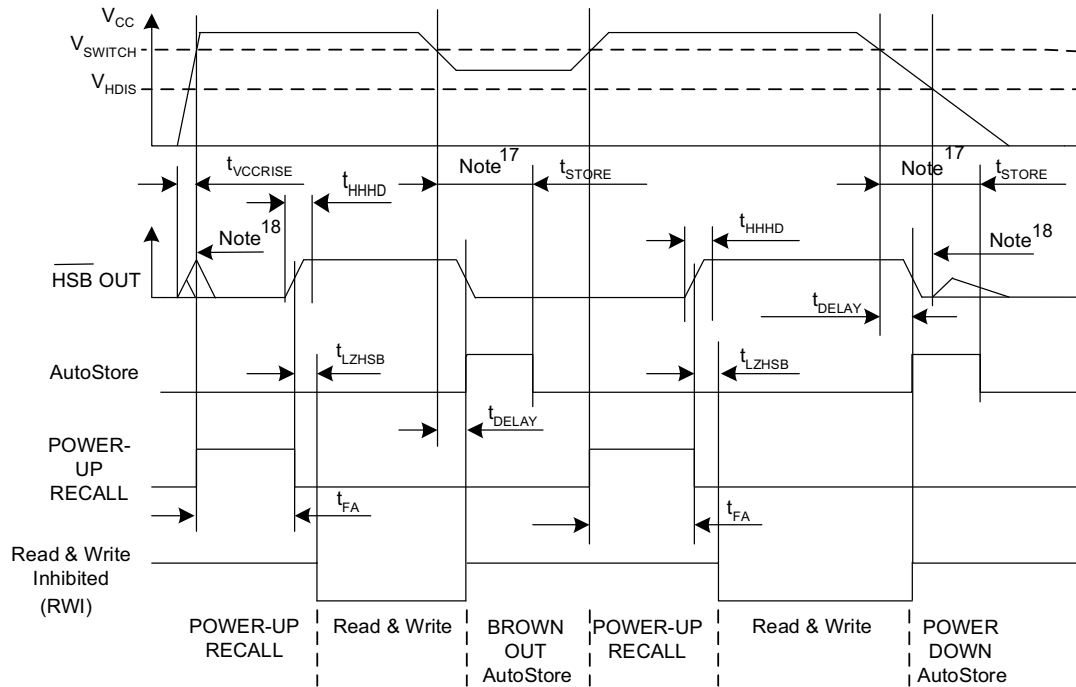 V_CC
V_SWITCH
V_HDIS
t_VCCRISE
Note^17
t_STORE
Note^17
t_STORE
t_HHHD
Note^18
t_HHHD
Note^18
HSB OUT
t_DELAY
t_LZHSB
t_LZHSB
AutoStore
t_DELAY
POWER-
UP
RECALL
t_FA
t_FA
Read & Write
Inhibited
(RWI)
POWER-UP
RECALL
Read & Write
BROWN
OUT
AutoStore
POWER-UP
RECALL
Read & Write
POWER
DOWN
AutoStore